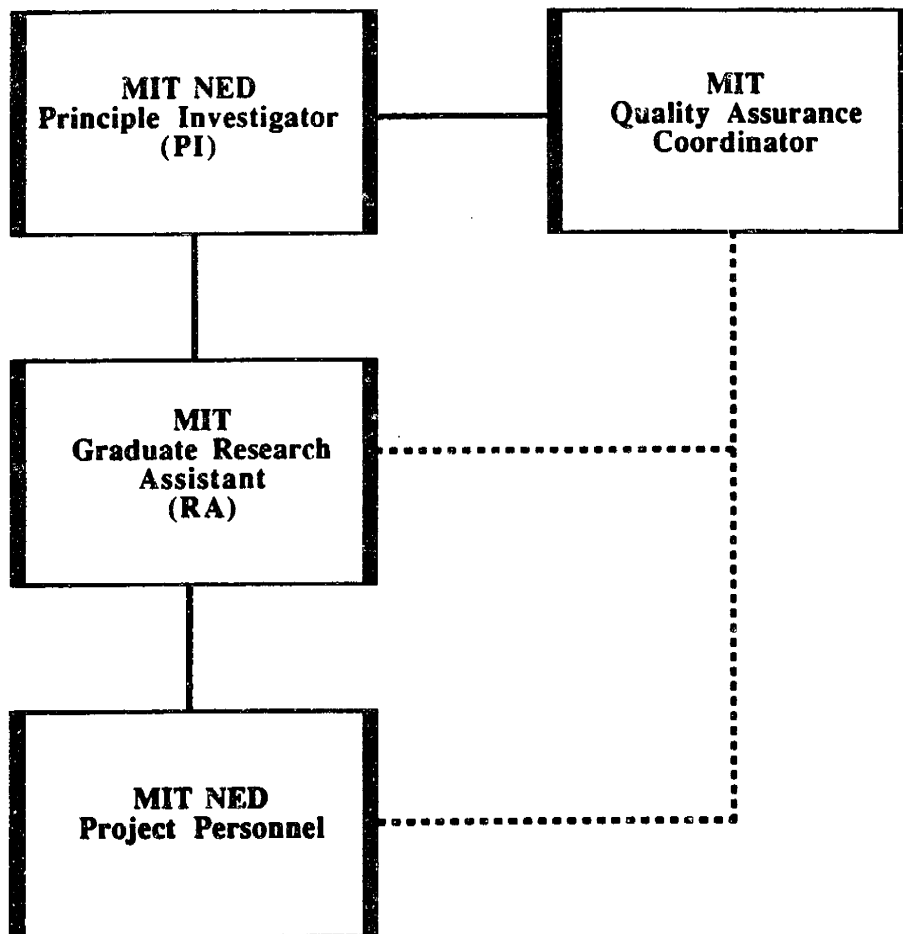 MIT NED
Principle Investigator
(PI)
MIT
Quality Assurance
Coordinator
MIT
Graduate Research
Assistant
(RA)
MIT NED
Project Personnel